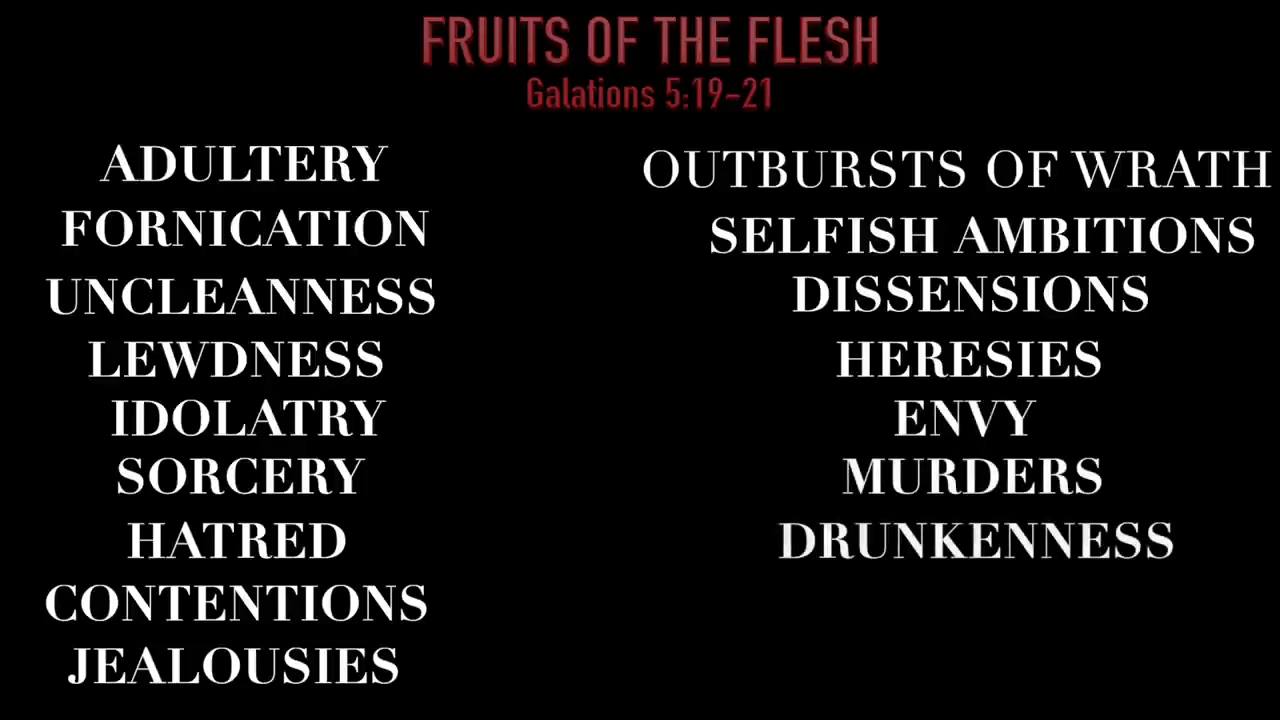 FRUITS OF THE FLESH
Galations 5:19-21
ADULTERY
FORNICATION
UNCLEANNESS
LEWDNESS
IDOLATRY
SORCERY
HATRED
CONTENTIONS
JEALOUSIES
OUTBURSTS OF WRATH
SELFISH AMBITIONS
DISSENSIONS
HERESIES
ENVY
MURDERS
DRUNKENNESS